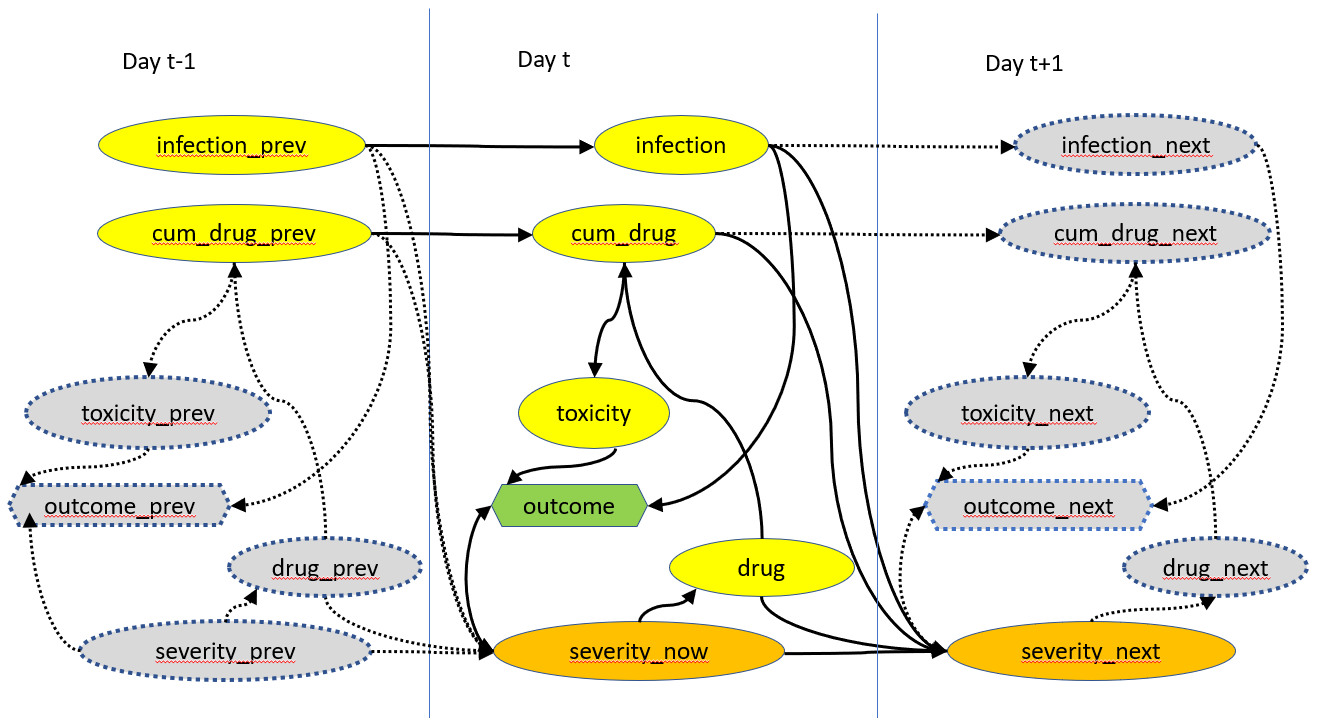 Day t-1
Day t
Day t+1
infection_prev
infection
infection_next
cum_drug_prev
cum_drug
cum_drug_next
toxicity_prev
toxicity
toxicity_next
outcome_prev
outcome
outcome_next
drug_prev
drug
drug_next
severity_prev
severity_now
severity_next